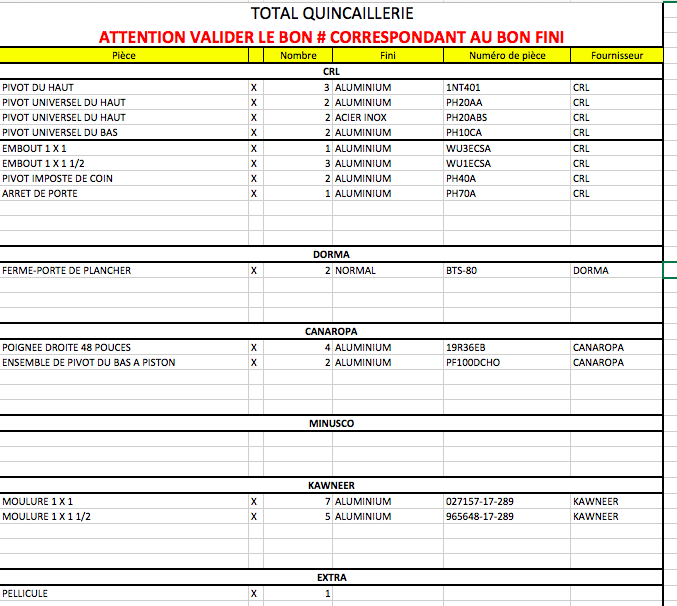 TOTAL QUINCAILLERIE
ATTENTION VALIDER LE BON # CORRESPONDANT AU BON FINI
Pièce Nombre Fini Numéro de pièce Fournisseur
CRL
PIVOT DU HAUT X 3 ALUMINIUM 1NT401 CRL
PIVOT UNIVERSEL DU HAUT X 2 ALUMINIUM PH20AA CRL
PIVOT UNIVERSEL DU HAUT X 2 ACIER INOX PH20ABS CRL
PIVOT UNIVERSEL DU BAS X 2 ALUMINIUM PH10CA CRL
EMBOUT 1 X 1 X 1 ALUMINIUM WU3ECSA CRL
EMBOUT 1 X 1 1/2 X 3 ALUMINIUM WU1ECSA CRL
PIVOT IMPOSTE DE COIN X 2 ALUMINIUM PH40A CRL
ARRET DE PORTE X 1 ALUMINIUM PH70A CRL
DORMA
FERME-PORTE DE PLANCHER X 2 NORMAL BTS-80 DORMA
CANAROPA
POIGNEE DROITE 48 POUCES X 4 ALUMINIUM 19R36EB CANAROPA
ENSEMBLE DE PIVOT DU BAS A PISTON X 2 ALUMINIUM PF100DCHO CANAROPA
MINUSCO
KAWNEER
MOULURE 1 X 1 X 7 ALUMINIUM 027157-17-289 KAWNEER
MOULURE 1 X 1 1/2 X 5 ALUMINIUM 965648-17-289 KAWNEER
EXTRA
PELLICULE X 1